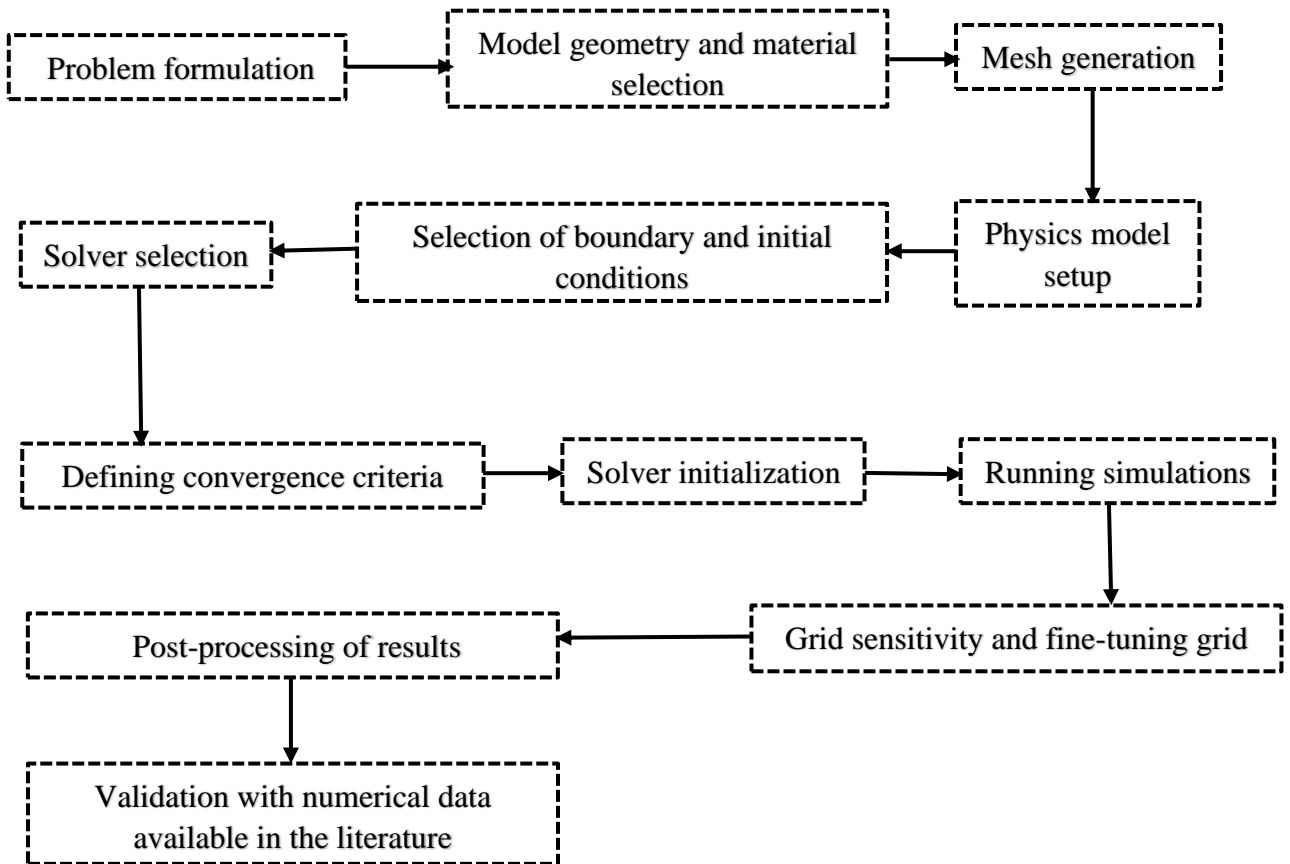 Problem formulation
Model geometry and material
selection
Mesh generation
Physics model
setup
Selection of boundary and initial
conditions
Solver selection
Defining convergence criteria
Solver initialization
Running simulations
Grid sensitivity and fine-tuning grid
Post-processing of results
Validation with numerical data
available in the literature